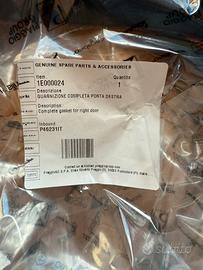 GENUINE SPARE PARTS & ACCESSORIES
Item Quantity
1E000024 1
Descrizione
GUARNIZIONE COMPLETA PORTA DESTRA
Description
Complete gasket for right door
Inbound
P46231IT
PIAGGIO
Subito